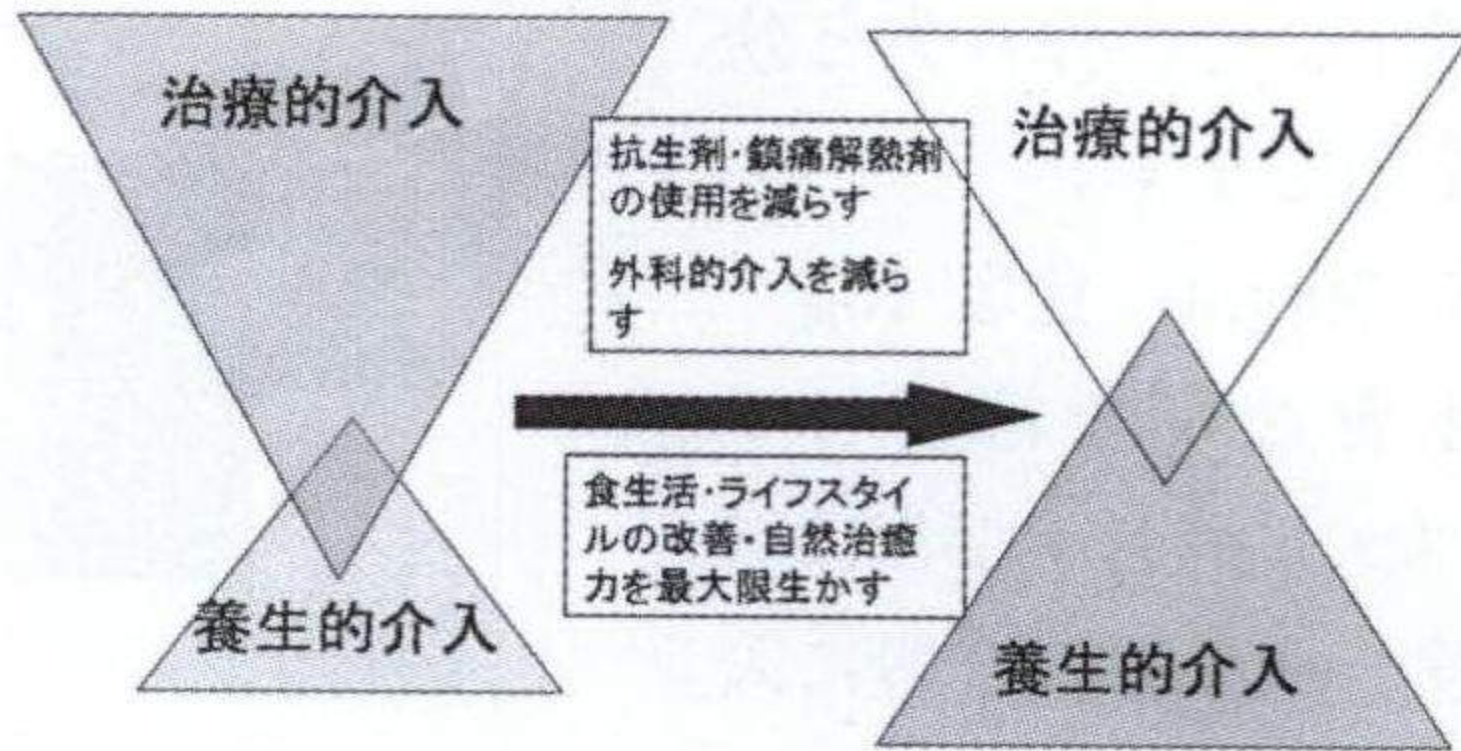 治療的介入
養生的介入
抗生剤・鎮痛解熱剤
の使用を減らす
外科的介入を減ら
す
食生活・ライフスタイ
ルの改善・自然治癒
力を最大限生かす
治療的介入
養生的介入